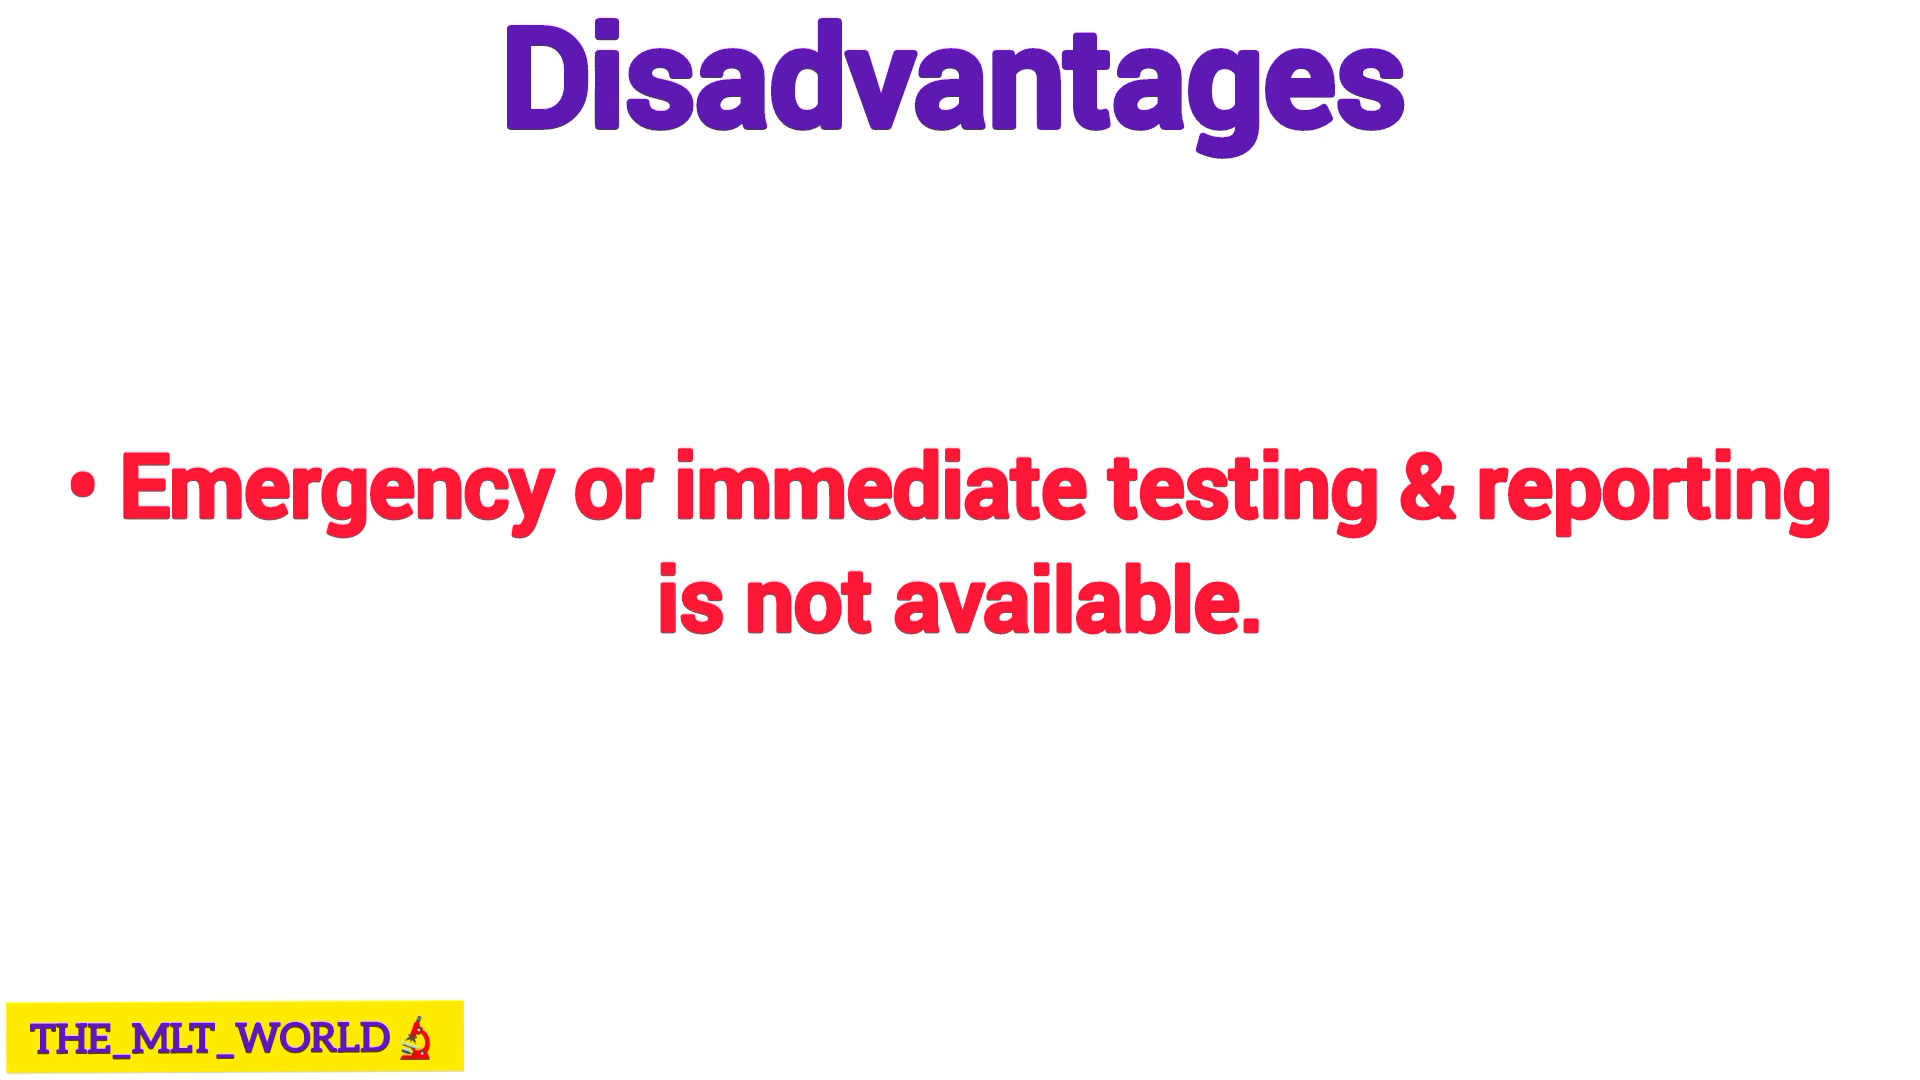 Disadvantages
• Emergency or immediate testing & reporting
is not available.
THE_MLT_WORLD